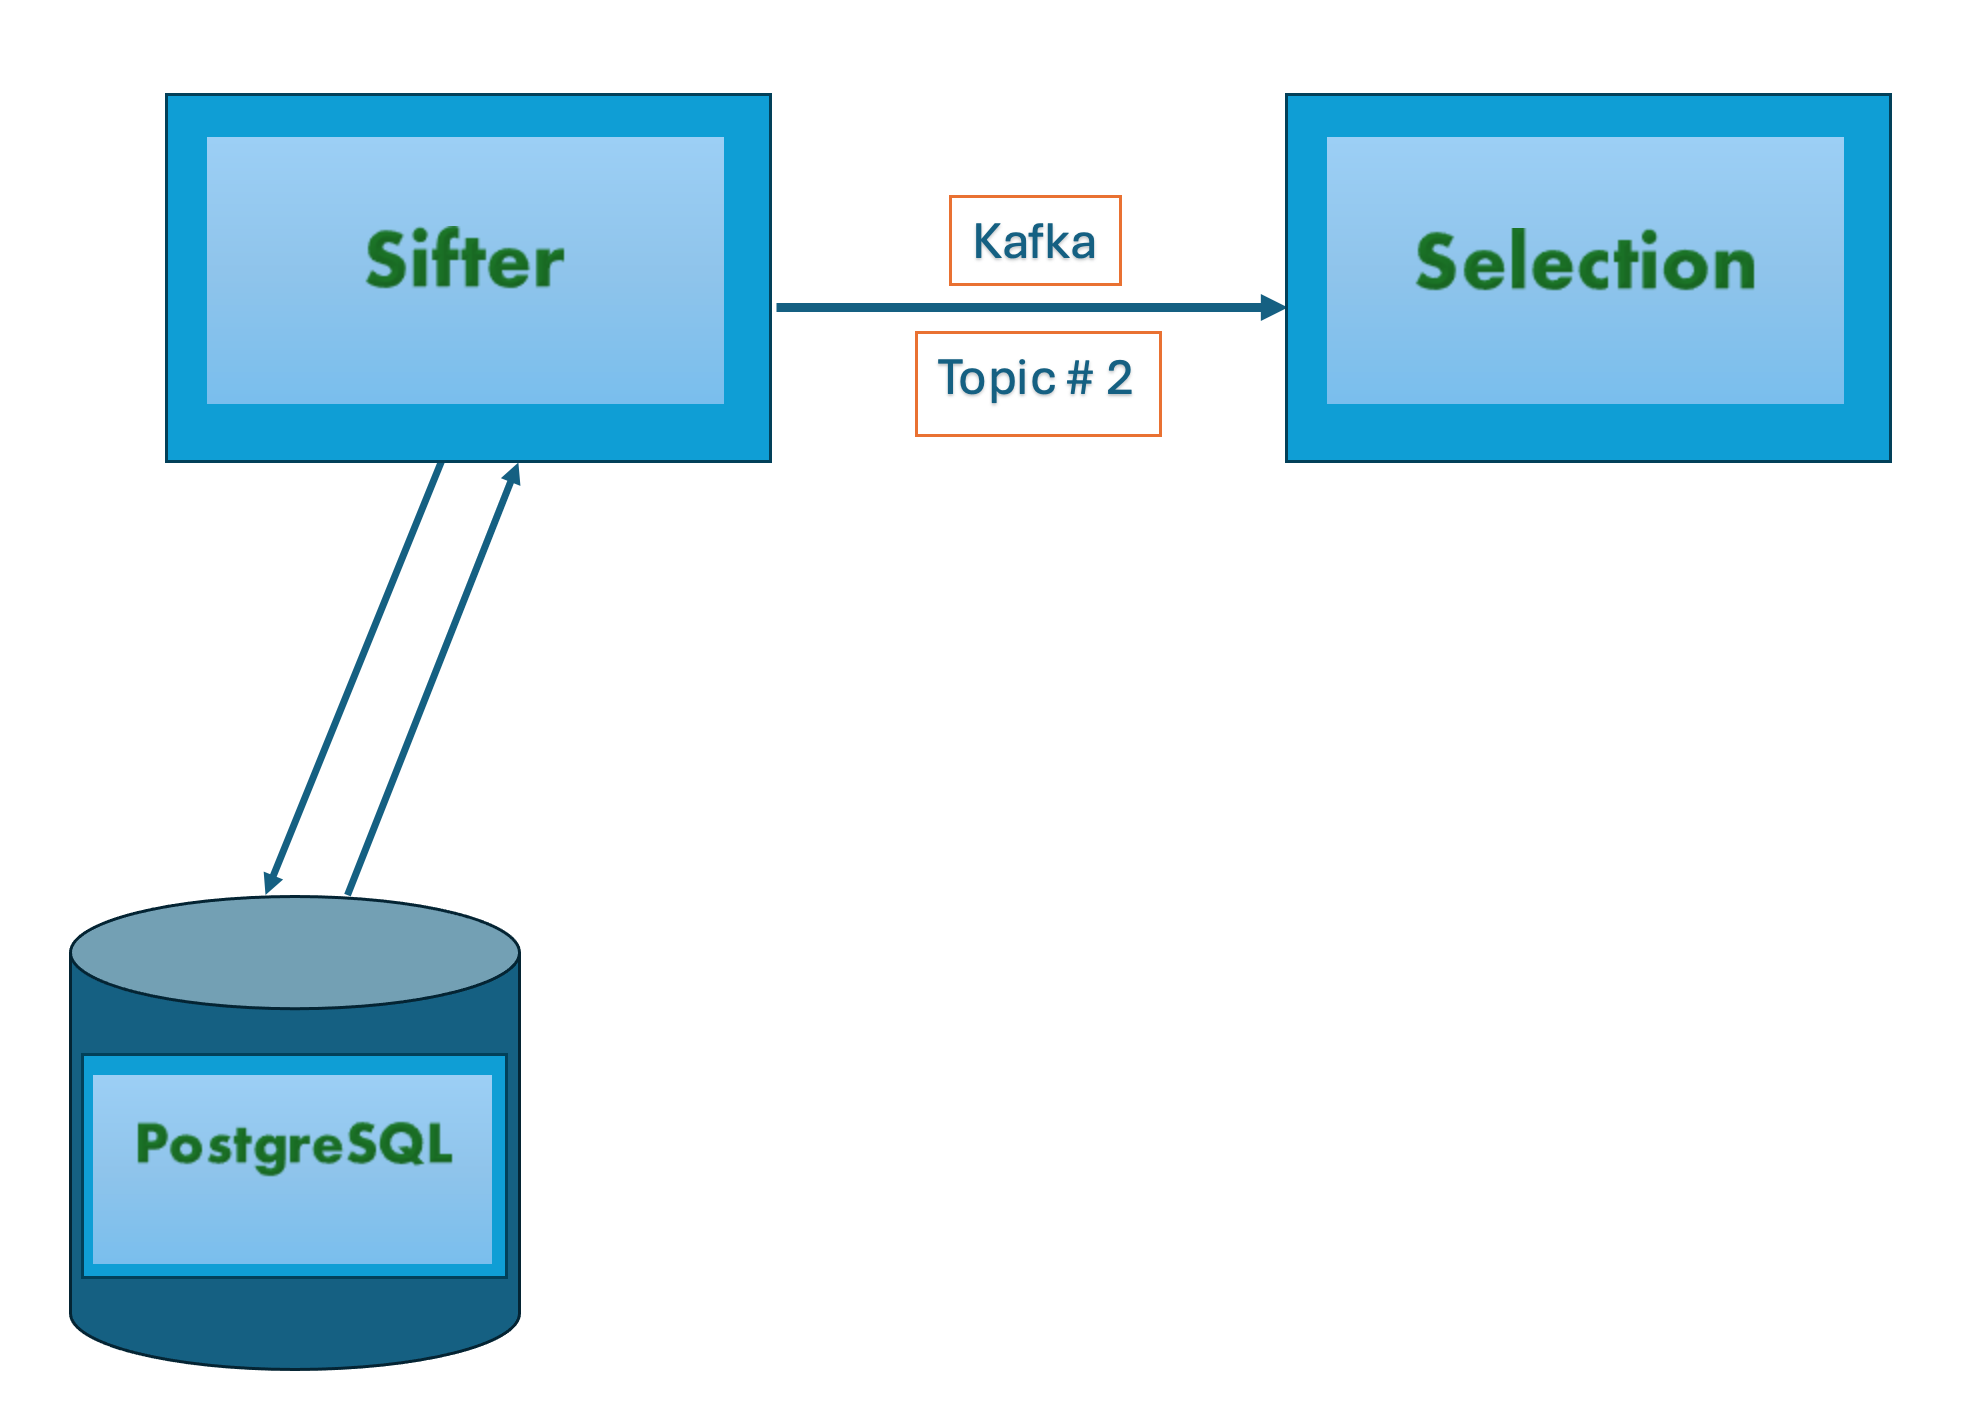 Sifter
Kafka
Topic # 2
Selection
PostgreSQL